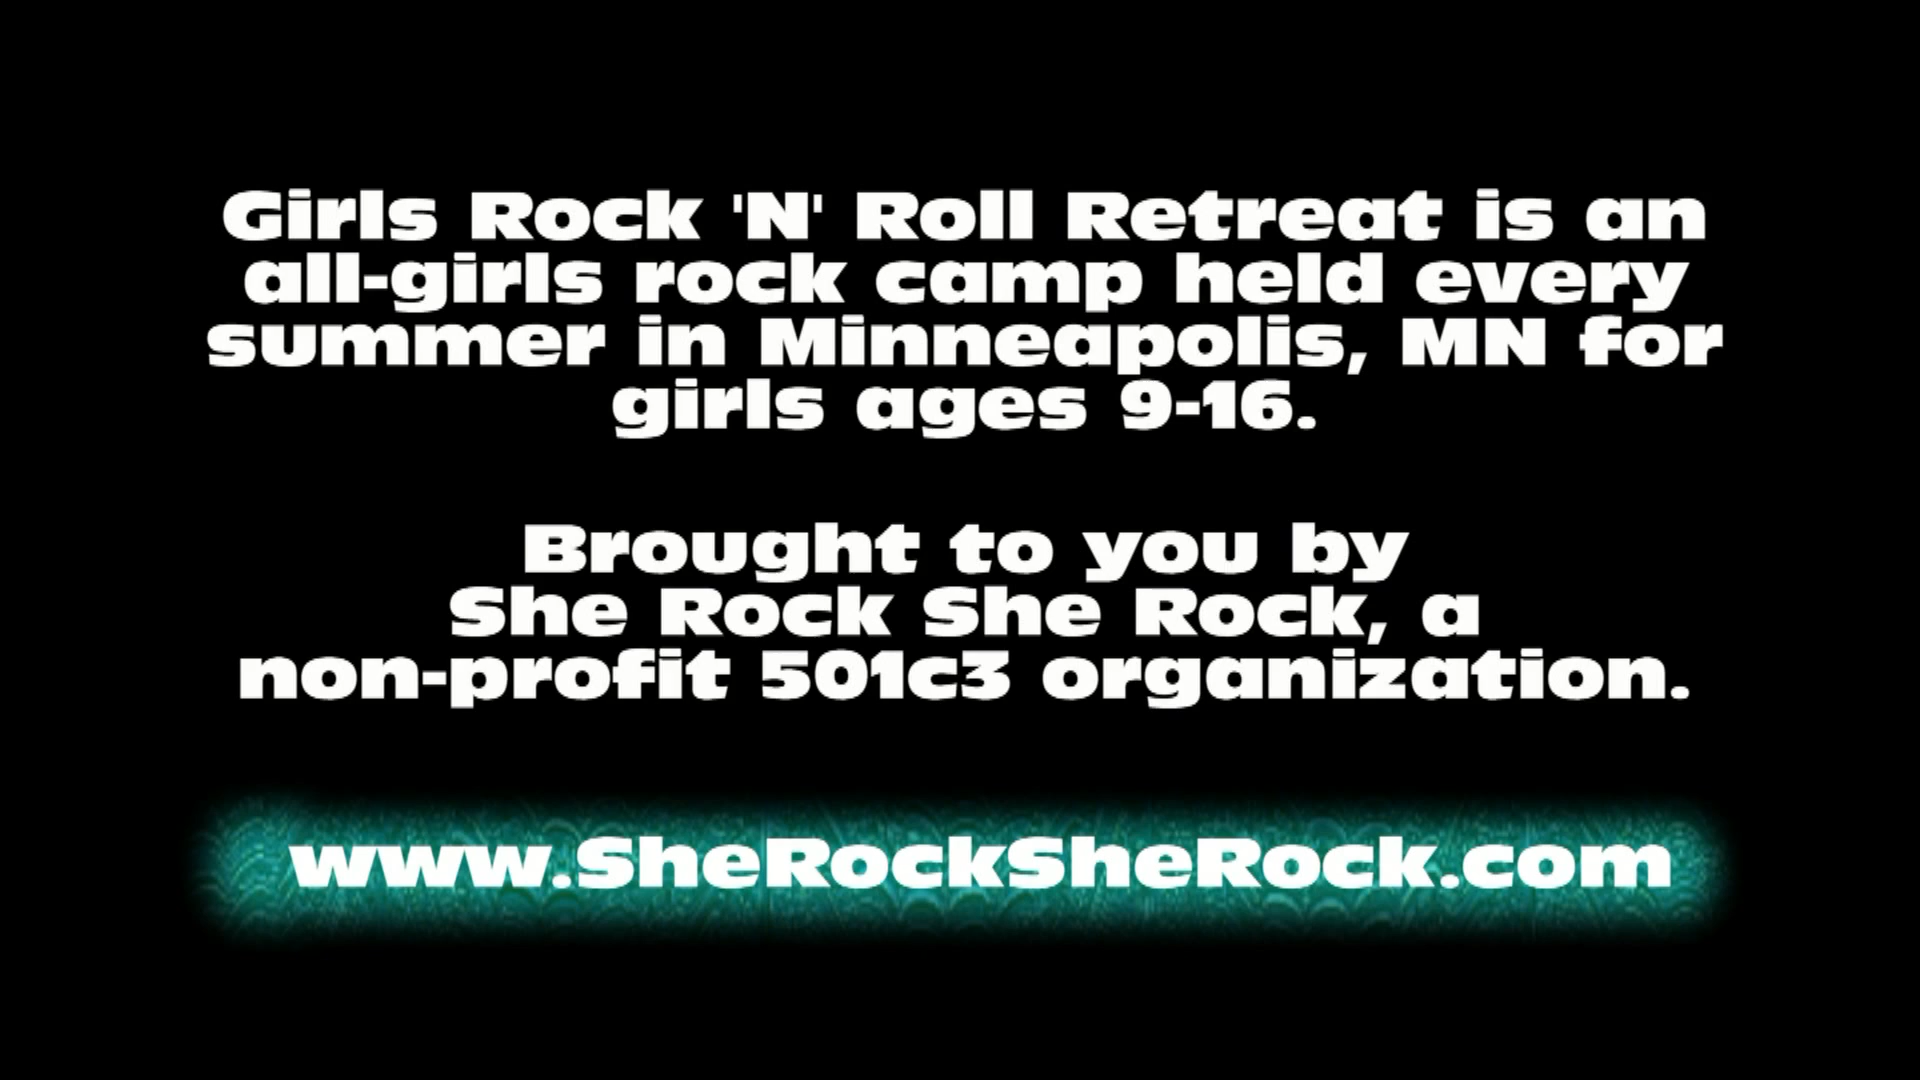 Girls Rock 'N' Roll Retreat is an
all-girls rock camp held every
summer in Minneapolis, MN for
girls ages 9-16.
Brought to you by
She Rock She Rock, a
non-profit 501c3 organization.
www.SheRockSheRock.com